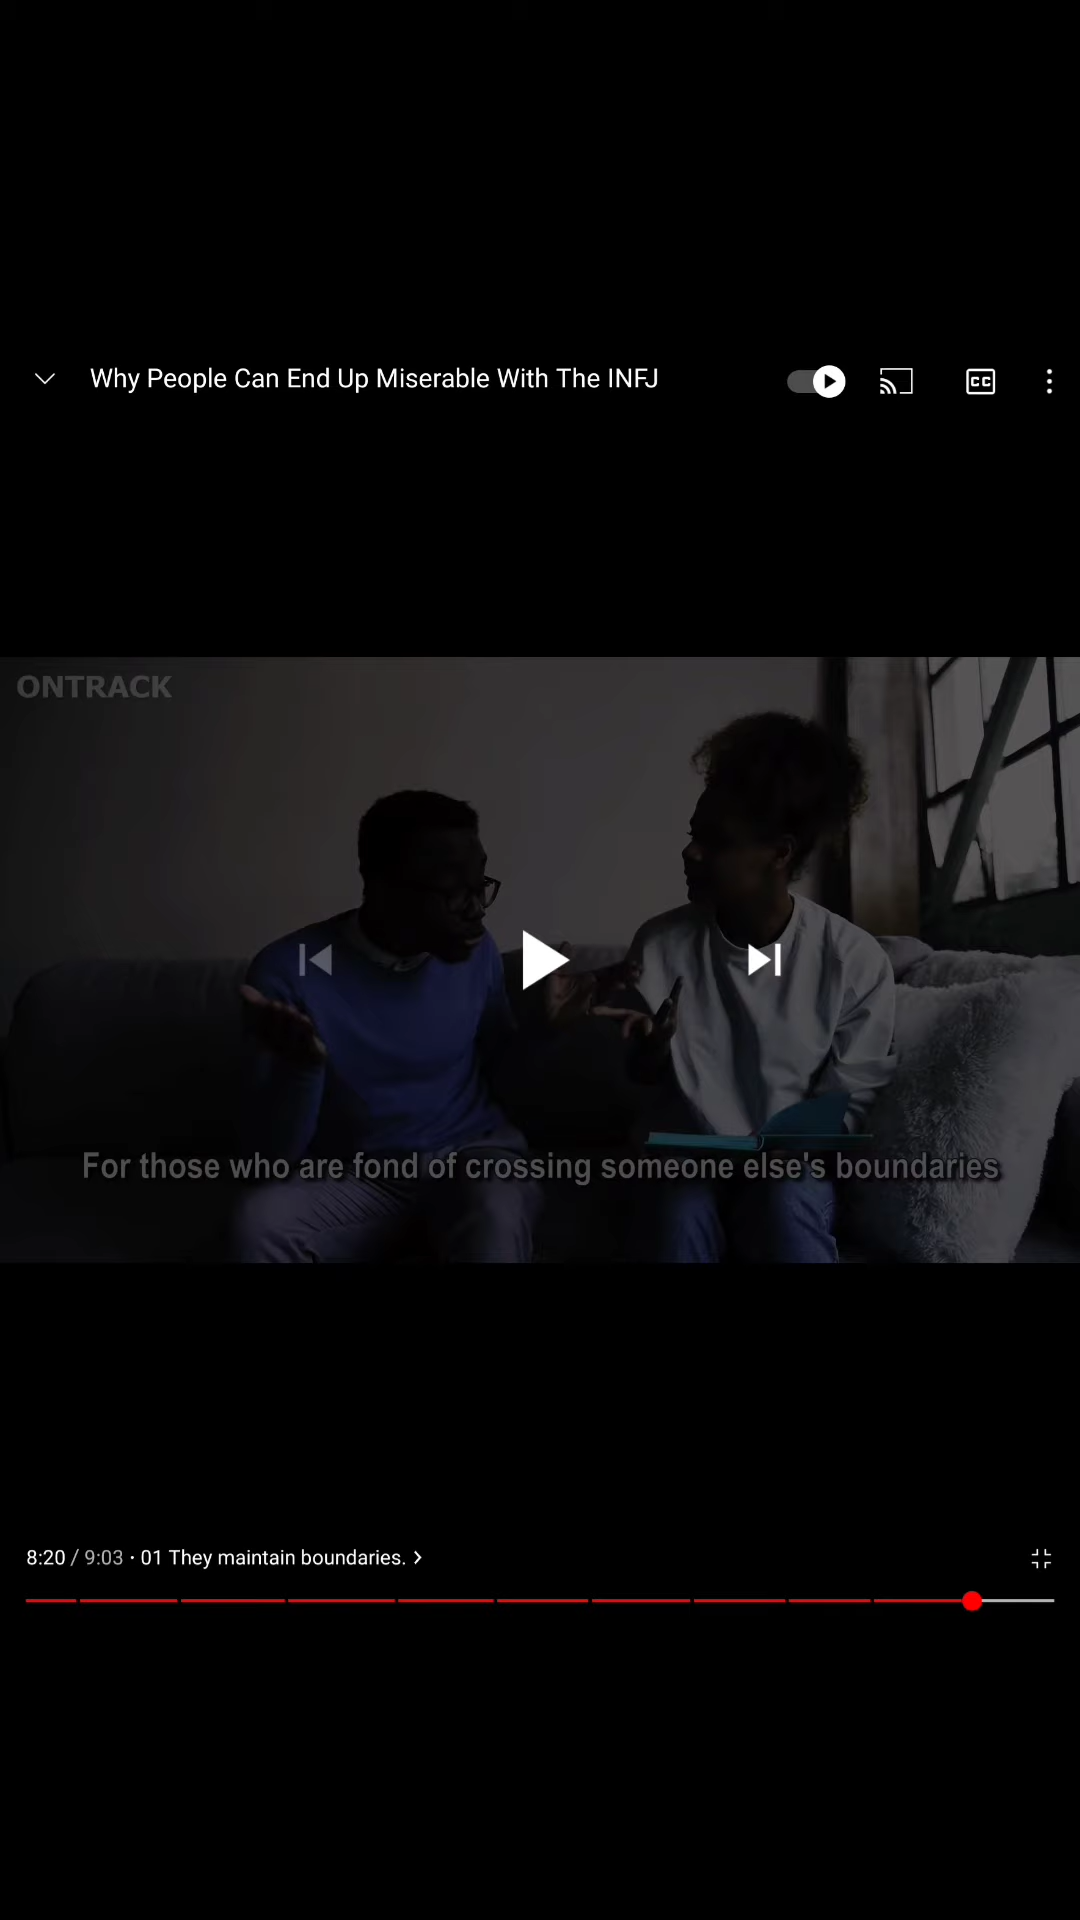 Why People Can End Up Miserable With The INFJ
CC
ONTRACK
For those who are fond of crossing someone else's boundaries
8:20 / 9:03 · 01 They maintain boundaries.